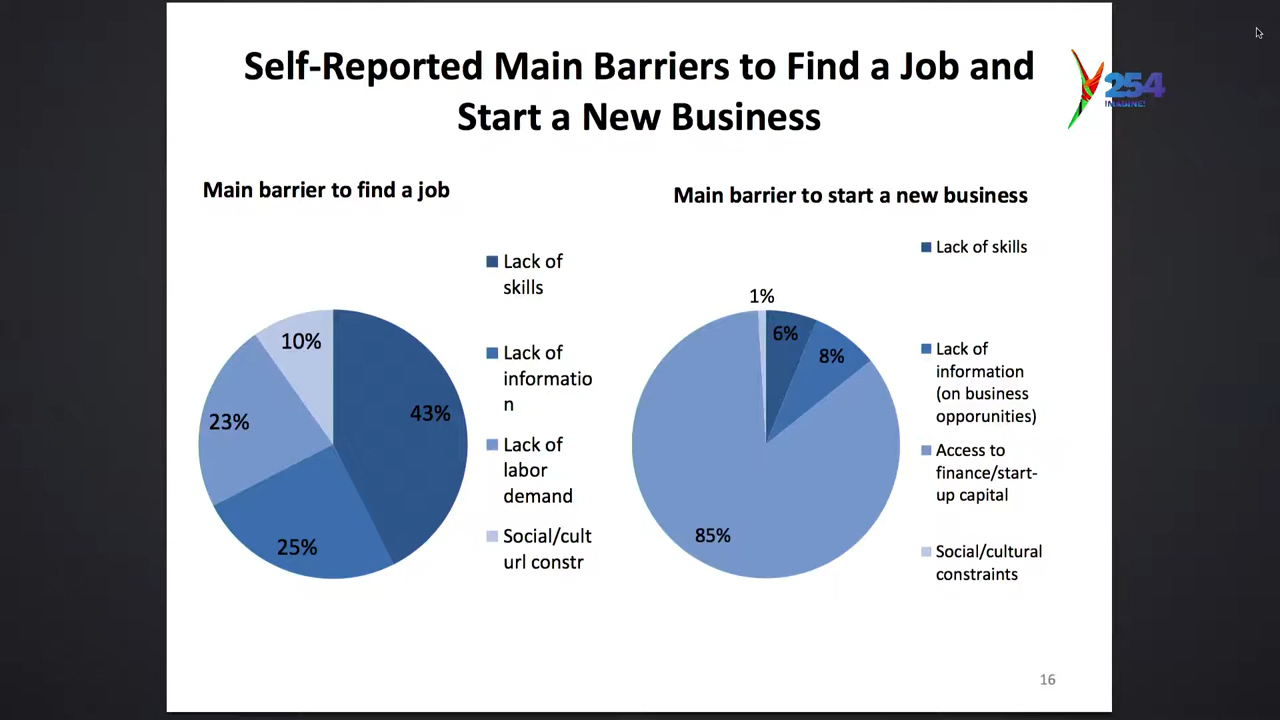 Self-Reported Main Barriers to Find a Job and
Start a New Business
254
IMAGINE!
Main barrier to find a job
Lack of
skills
Lack of
informatio
n
Lack of
labor
demand
Social/cult
url constr
10%
43%
23%
25%
Main barrier to start a new business
Lack of skills
Lack of
information
(on business
opporunities)
Access to
finance/start-
up capital
Social/cultural
constraints
1%
6%
8%
85%
16